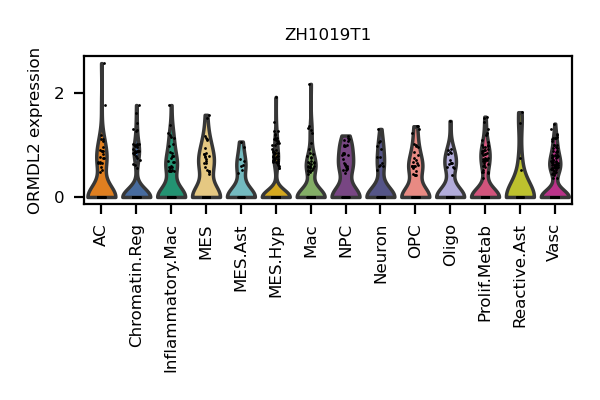 ZH1019T1
ORMDL2 expression
2
0
AC
Chromatin.Reg
Inflammatory.Mac
MES
MES.Ast
MES.Hyp
Mac
NPC
Neuron
OPC
Oligo
Prolif.Metab
Reactive.Ast
Vasc